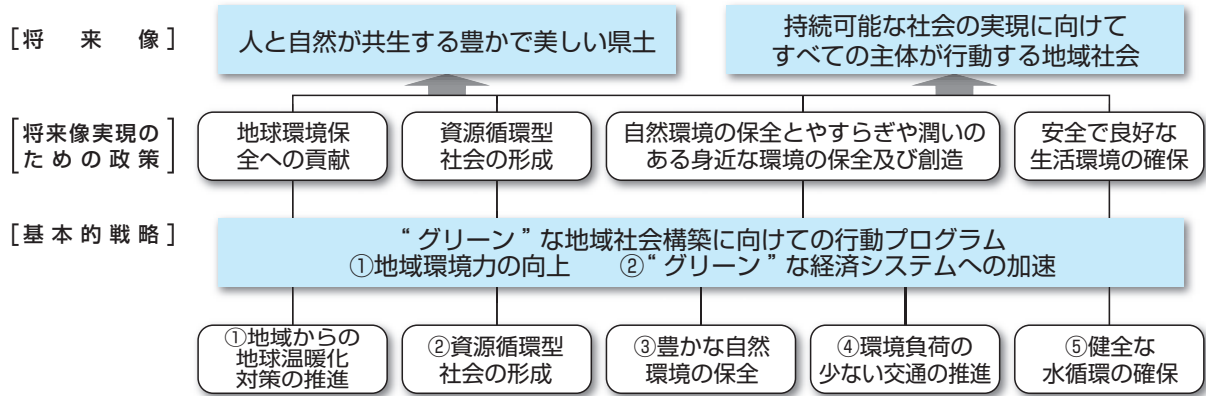 [将来像]
人と自然が共生する豊かで美しい県土
持続可能な社会の実現に向けて
すべての主体が行動する地域社会
[将来像実現の
ための政策]
地球環境保
全への貢献
資源循環型
社会の形成
自然環境の保全とやすらぎや潤いの
ある身近な環境の保全及び創造
安全で良好な
生活環境の確保
[基本的戦略]
“グリーン”な地域社会構築に向けての行動プログラム
①地域環境力の向上 ②“グリーン”な経済システムへの加速
①地域からの
地球温暖化
対策の推進
②資源循環型
社会の形成
③豊かな自然
環境の保全
④環境負荷の
少ない交通の推進
⑤健全な
水循環の確保